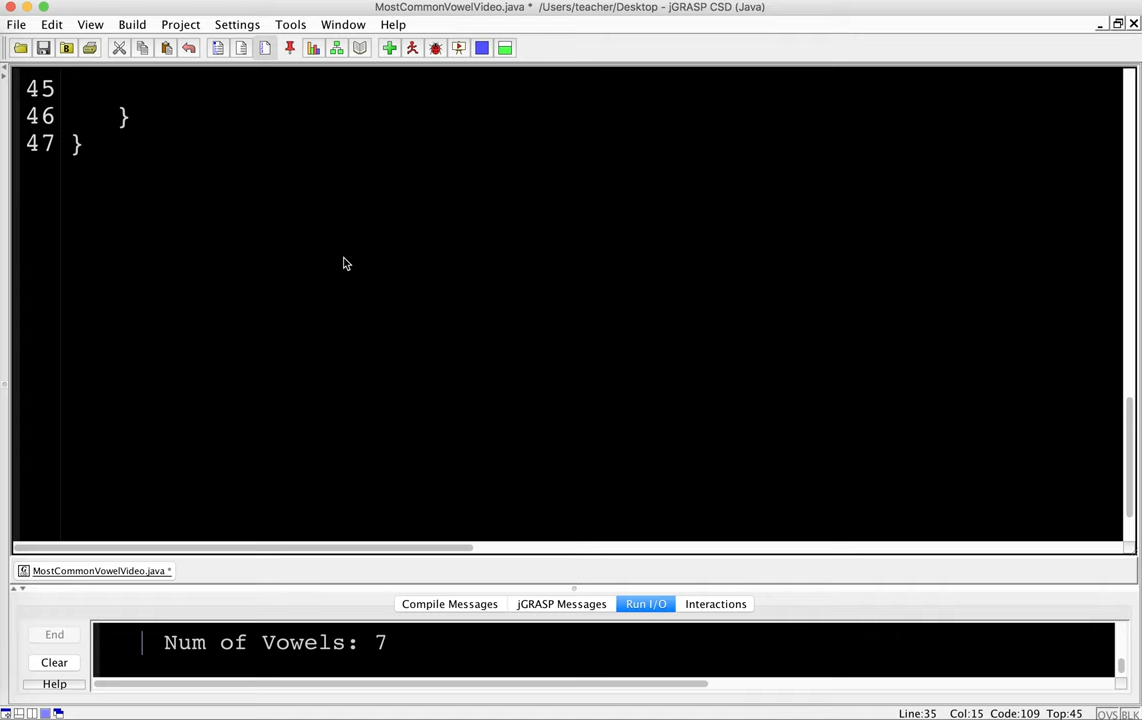 MostCommonVowelVideo.java * /Users/teacher/Desktop - jGRASP CSD (Java)
File Edit View Build Project Settings Tools Window Help
45
46 }
47 }
MostCommonVowelVideo.java *
Compile Messages jGRASP Messages Run I/O Interactions
End
Clear
Help
Num of Vowels: 7
Line:35 Col:15 Code:109 Top:45 OVS BLK